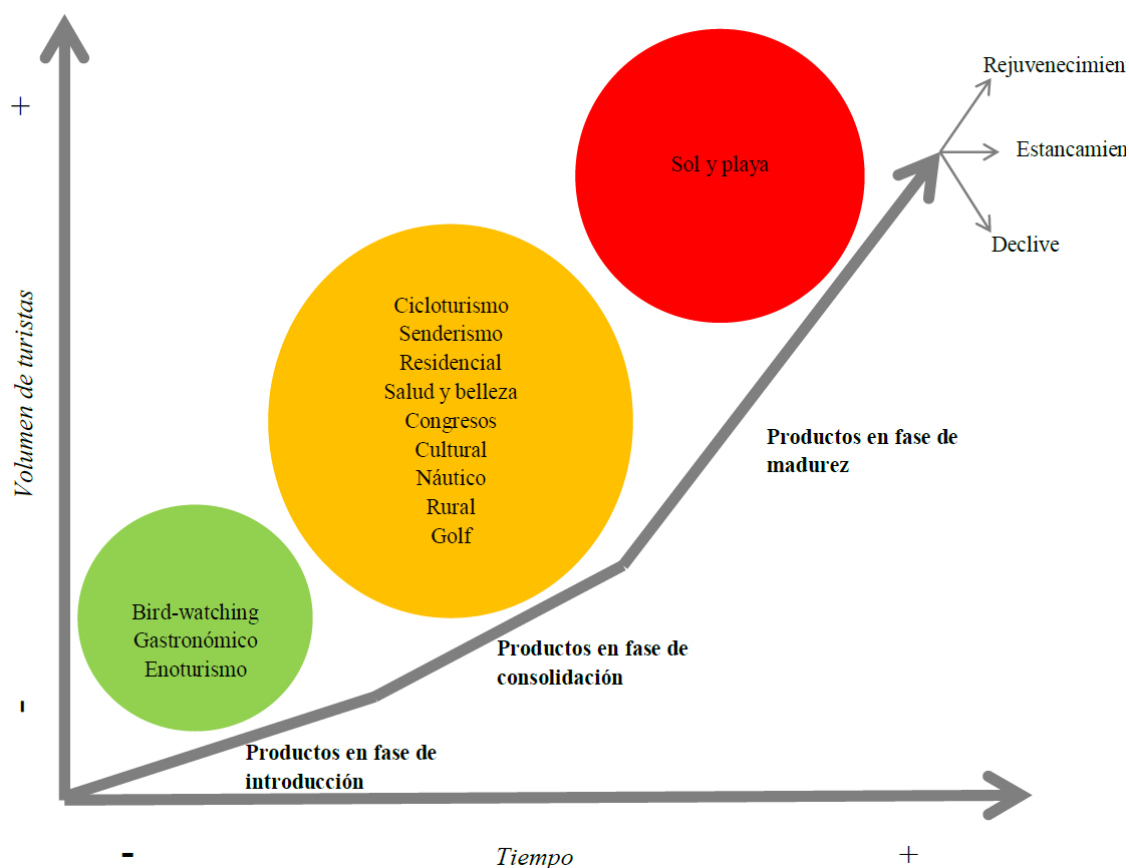 Rejuvenecimien
+
Estancamien
Sol y playa
Declive
Volumen de turistas
Cicloturismo
Senderismo
Residencial
Salud y belleza
Congresos
Cultural
Náutico
Rural
Golf
Productos en fase de
madurez
Bird-watching
Gastronómico
Enoturismo
Productos en fase de
consolidación
-
Productos en fase de
introducción
-
Tiempo
+